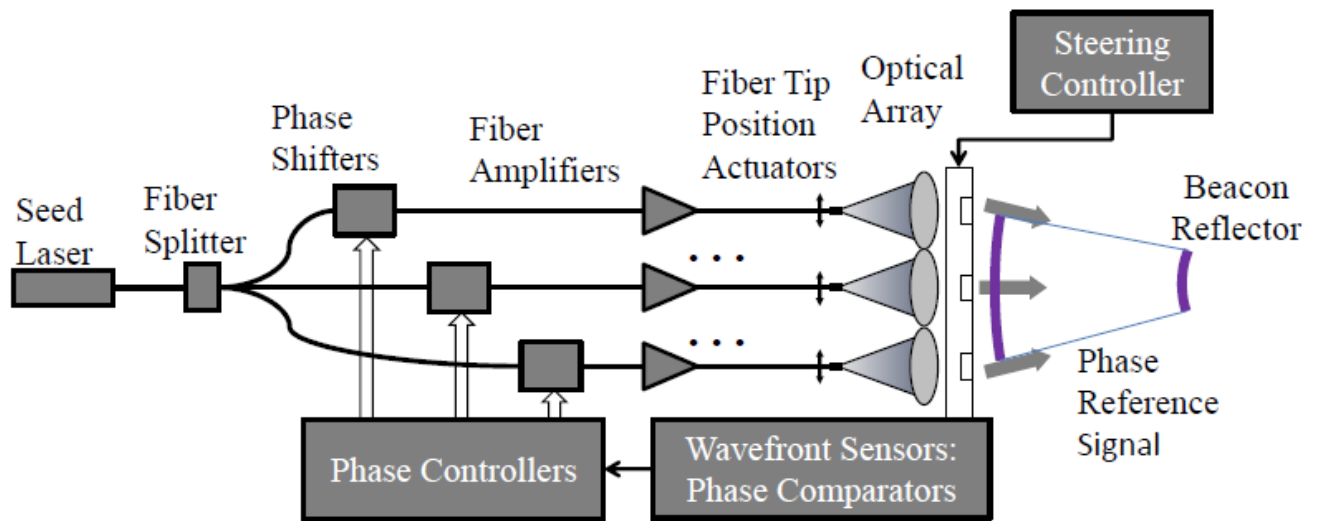 Seed
Laser
Fiber
Splitter
Phase
Shifters
Fiber
Amplifiers
Fiber Tip
Position
Actuators
Optical
Array
Steering
Controller
Beacon
Reflector
Phase
Reference
Signal
Phase Controllers
Wavefront Sensors:
Phase Comparators
. . .
. . .